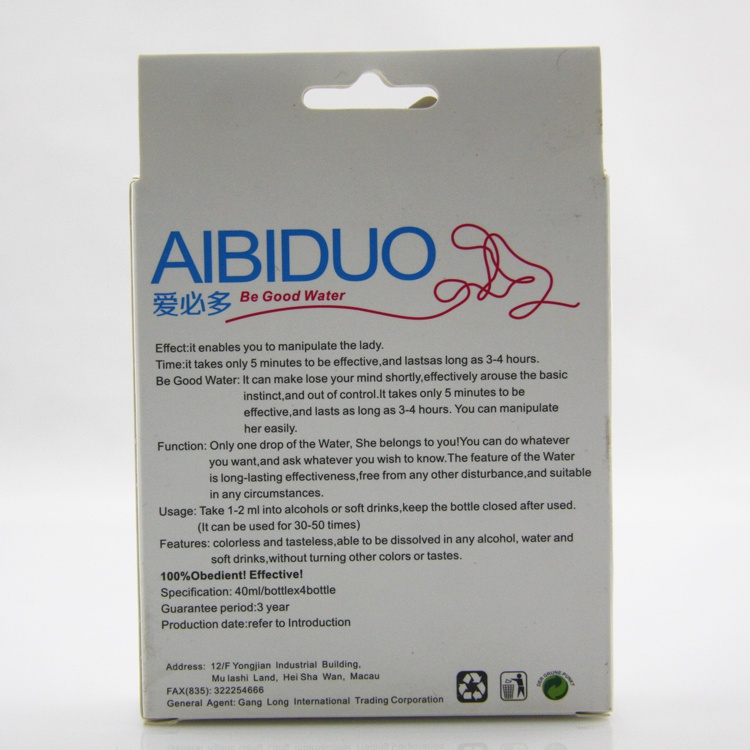 AIBIDUO
爱必多 Be Good Water
Effect:it enables you to manipulate the lady.
Time:it takes only 5 minutes to be effective,and lastsas long as 3-4 hours.
Be Good Water: It can make lose your mind shortly,effectively arouse the basic
instinct,and out of control.It takes only 5 minutes to be
effective,and lasts as long as 3-4 hours. You can manipulate
her easily.
Function: Only one drop of the Water, She belongs to you!You can do whatever
you want,and ask whatever you wish to know.The feature of the Water
is long-lasting effectiveness,free from any other disturbance,and suitable
in any circumstances.
Usage: Take 1-2 ml into alcohols or soft drinks,keep the bottle closed after used.
(It can be used for 30-50 times)
Features: colorless and tasteless,able to be dissolved in any alcohol, water and
soft drinks,without turning other colors or tastes.
100%Obedient! Effective!
Specification: 40ml/bottlex4bottle
Guarantee period:3 year
Production date:refer to Introduction
Address: 12/F Yongjian Industrial Building,
Mulashi Land, Hei Sha Wan, Macau
FAX(835): 322254666
General Agent: Gang Long International Trading Corporation
DER GRÜNE PUNKT